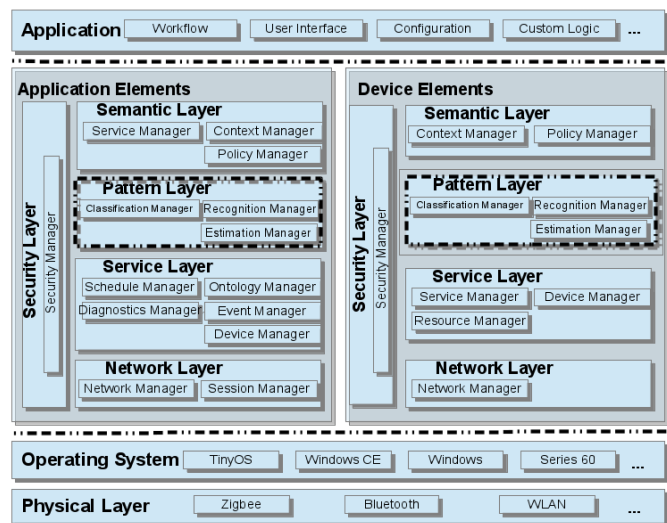 Application Workflow User Interface Configuration Custom Logic ...
Application Elements
Security Layer
Security Manager
Semantic Layer
Service Manager Context Manager
Policy Manager
Pattern Layer
Classification Manager Recognition Manager
Estimation Manager
Service Layer
Schedule Manager Ontology Manager
Diagnostics Manager Event Manager
Device Manager
Network Layer
Network Manager Session Manager
Device Elements
Security Layer
Security Manager
Semantic Layer
Context Manager Policy Manager
Pattern Layer
Classification Manager Recognition Manager
Estimation Manager
Service Layer
Service Manager Device Manager
Resource Manager
Network Layer
Network Manager
Operating System TinyOS Windows CE Windows Series 60 ...
Physical Layer Zigbee Bluetooth WLAN ...